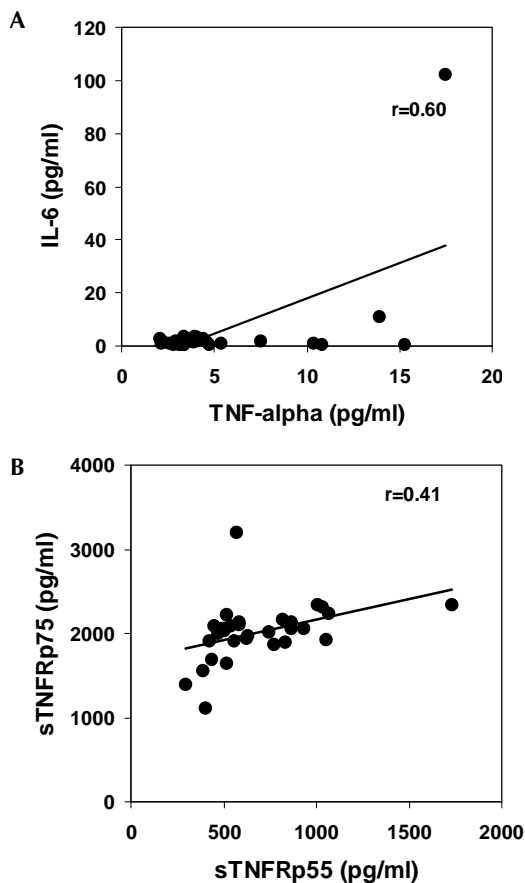 A
120
100
80
60
40
20
0
IL-6 (pg/ml)
r=0.60
0 5 10 15 20
TNF-alpha (pg/ml)
B
4000
3000
2000
1000
0
sTNFRp75 (pg/ml)
r=0.41
0 500 1000 1500 2000
sTNFRp55 (pg/ml)